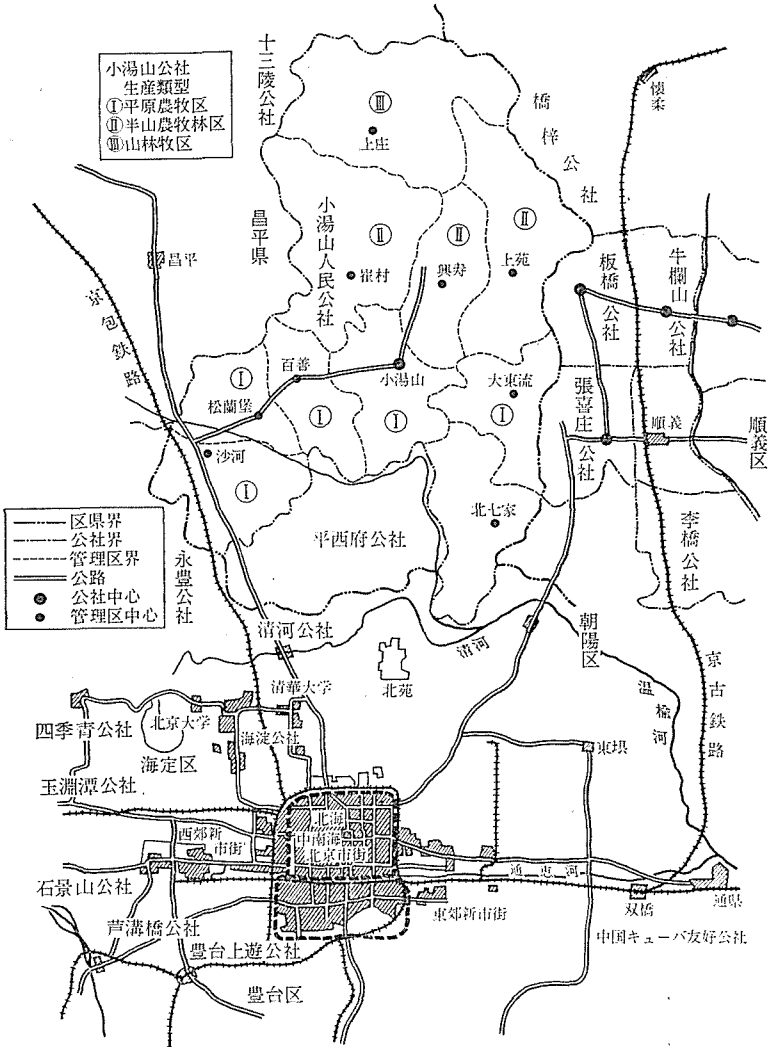 小湯山公社
生産類型
Ⓘ平原農牧区
Ⓘ半山農牧林区
Ⅲ山林牧区
十三陵公社
Ⅲ
上庄
橋梓公社
懐柔
昌平県
小湯山人民公社
Ⅱ
崔村
Ⅱ
興寿
Ⅱ
上苑
板橋公社
牛欄山公社
昌平
京包鉄路
Ⅰ
百善
小湯山
大東流
松蘭堡
Ⅰ
Ⅰ
Ⅰ
張喜庄公社
順義
順義区
沙河
Ⅰ
北七家
平西府公社
李橋公社
区県界
公社界
管理区界
公路
公社中心
管理区中心
永豊公社
清河公社
清河
朝陽区
北苑
温楡河
京古鉄路
清華大学
四季青公社
北京大学
海淀公社
海定区
東坝
玉淵潭公社
北海
中南海
北京市街
西郊新市街
通恵河
石景山公社
東郊新市街
双橋
通県
芦溝橋公社
中国キューバ友好公社
豊台上遊公社
豊台区